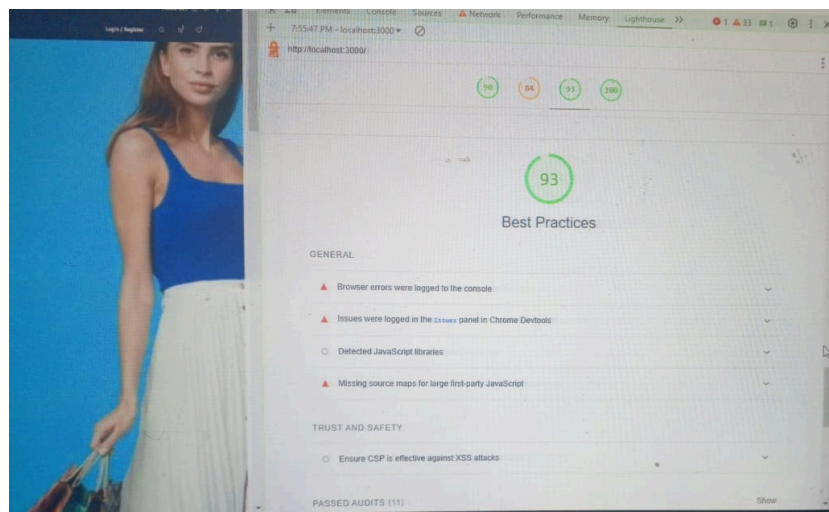 Login / Register
Elements Console Sources Network Performance Memory Lighthouse
1 33 1
7:55:47 PM - localhost:3000
http://localhost:3000/
90 84 93 100
93
Best Practices
GENERAL
Browser errors were logged to the console
Issues were logged in the Issues panel in Chrome Devtools
Detected JavaScript libraries
Missing source maps for large first-party JavaScript
TRUST AND SAFETY
Ensure CSP is effective against XSS attacks
PASSED AUDITS (11) Show